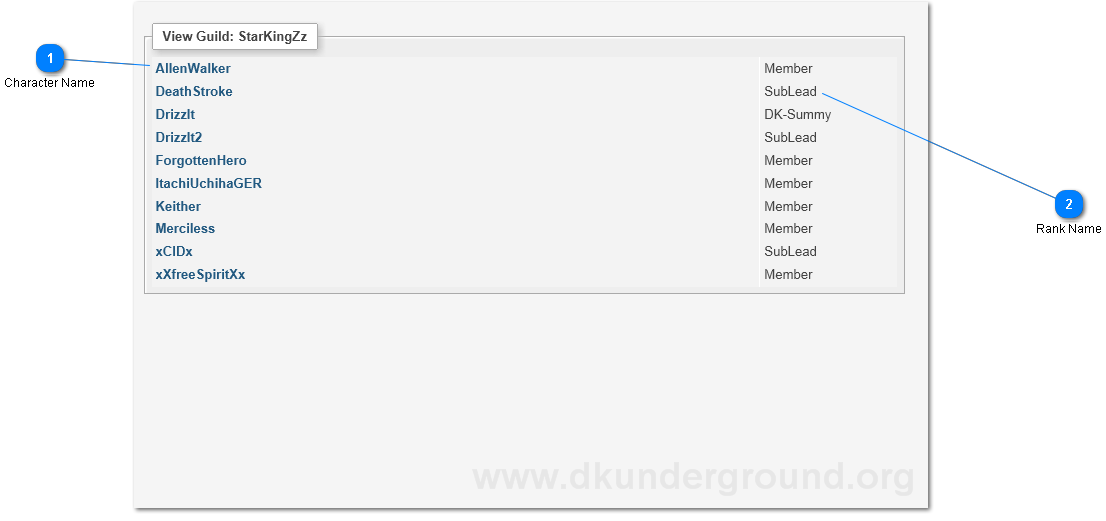 View Guild: StarKingZz
1
Character Name
AllenWalker Member
DeathStroke SubLead
DrizzIt DK-Summy
DrizzIt2 SubLead
ForgottenHero Member
ItachiUchihaGER Member
Keither Member
2
Merciless Member
Rank Name
xCIDx SubLead
xXfreeSpiritXx Member
www.dkunderground.org